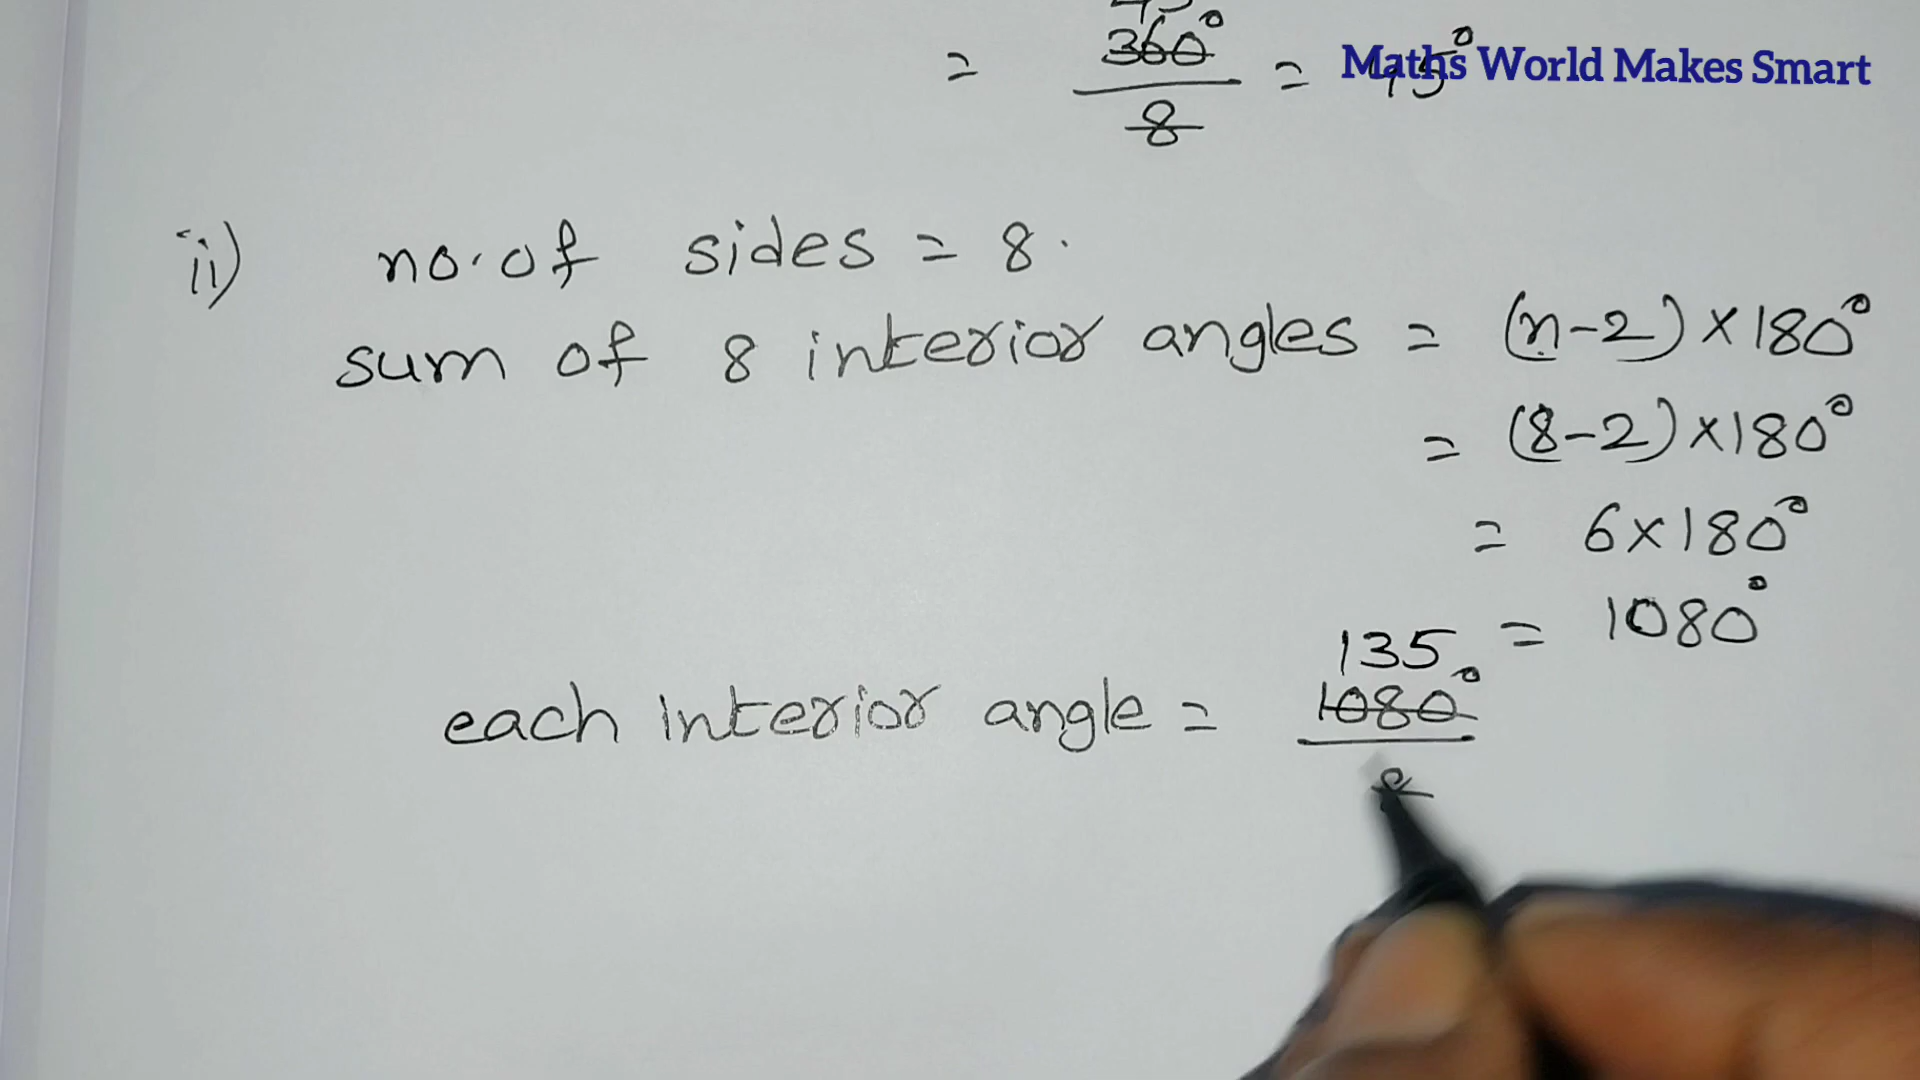 45
= 360° = 45°
Maths World Makes Smart
8
ii) no. of sides = 8.
sum of 8 interior angles = (n-2) × 180°
= (8-2) × 180°
= 6 × 180°
= 1080°
135
each interior angle = 1080°
8